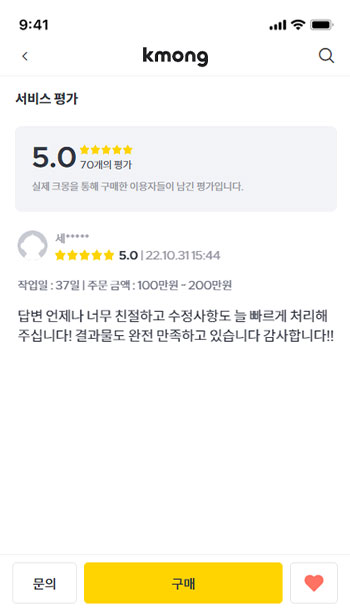 9:41
kmong
서비스 평가
5.0
70개의 평가
실제 크몽을 통해 구매한 이용자들이 남긴 평가입니다.
세*****
5.0 | 22.10.31 15:44
작업일 : 37일 | 주문 금액 : 100만원 ~ 200만원
답변 언제나 너무 친절하고 수정사항도 늘 빠르게 처리해
주십니다! 결과물도 완전 만족하고 있습니다 감사합니다!!
문의
구매